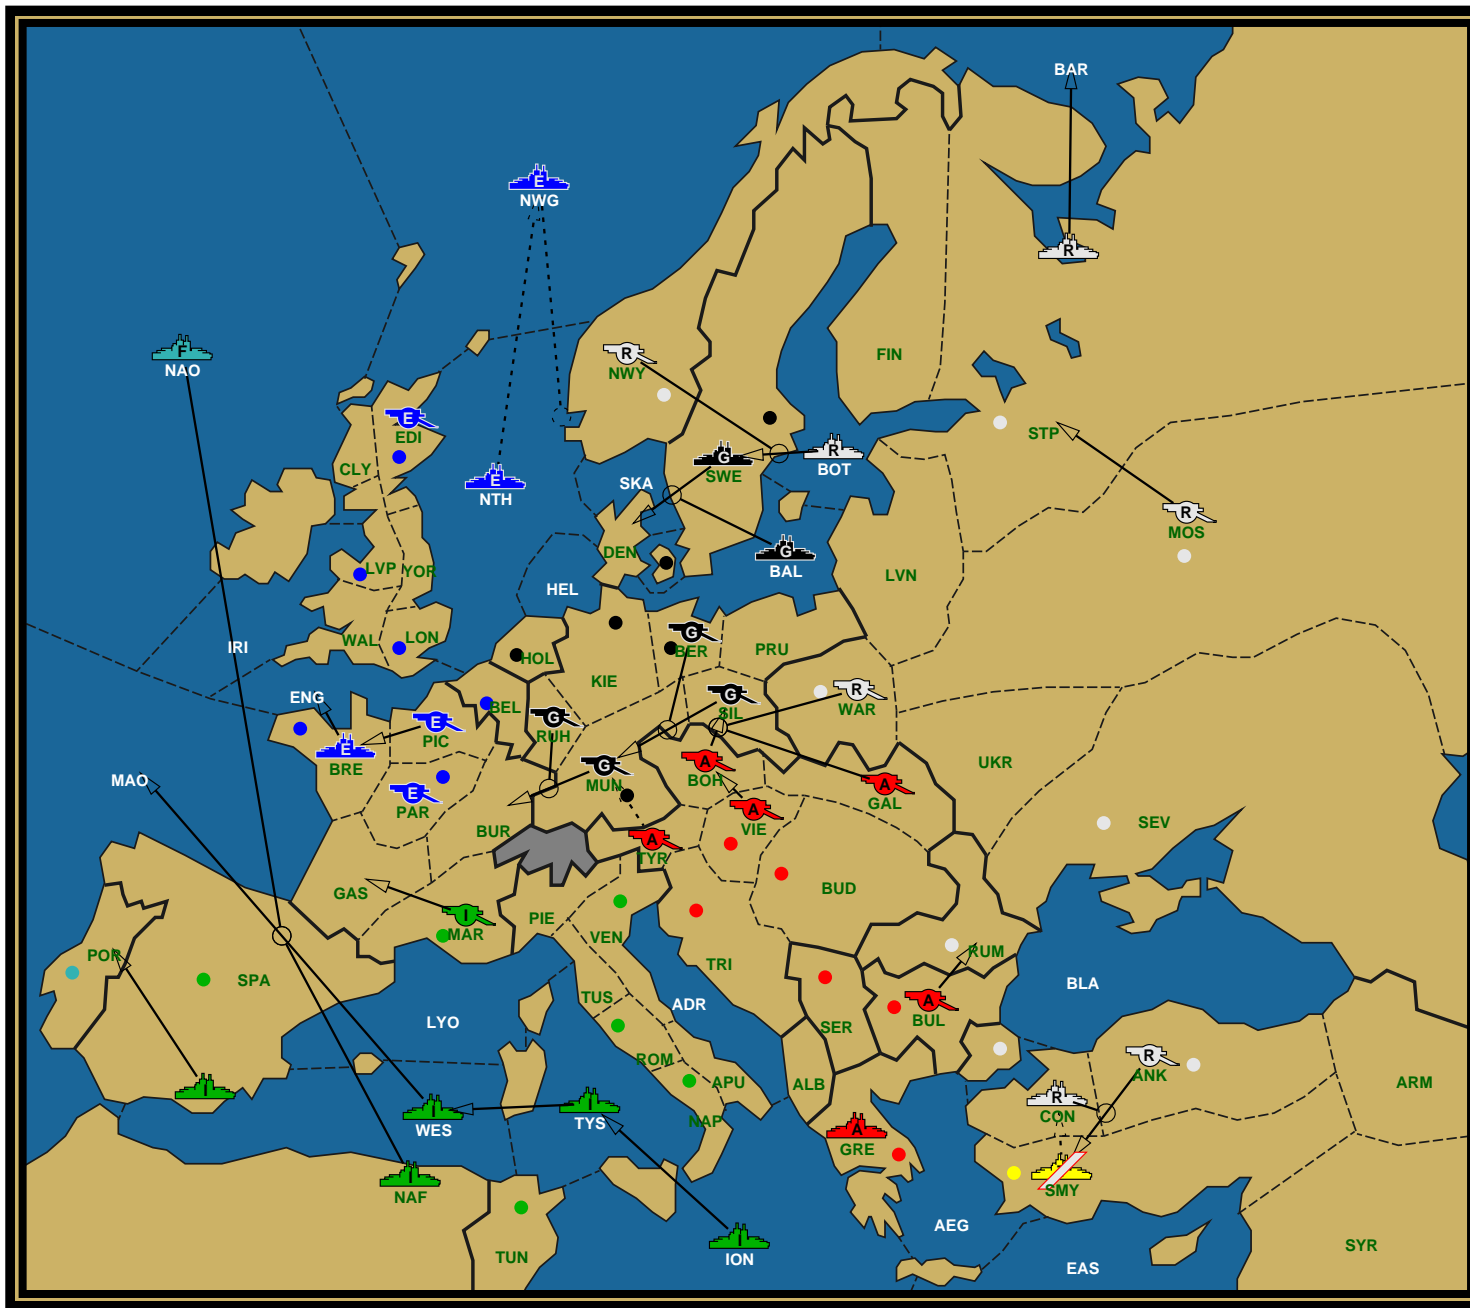 BAR
R
E
NWG
F
NAO
R
NWY
FIN
E
EDI
STP
CLY
G
SWE
R
BOT
E
NTH
SKA
R
MOS
DEN
G
BAL
LVP
YOR
HEL
LVN
WAL
LON
IRI
G
BER
HOL
PRU
KIE
ENG
BEL
G
SIL
R
WAR
E
PIC
G
RUH
E
BRE
G
MUN
A
BOH
UKR
MAO
A
GAL
E
PAR
A
VIE
SEV
BUR
A
TYR
GAS
BUD
I
MAR
PIE
VEN
POR
SPA
TRI
RUM
BLA
TUS
ADR
A
BUL
LYO
SER
ROM
APU
ALB
R
ANK
ARM
I
I
WES
I
TYS
NAP
R
CON
A
GRE
I
NAF
SMY
AEG
TUN
I
ION
SYR
EAS